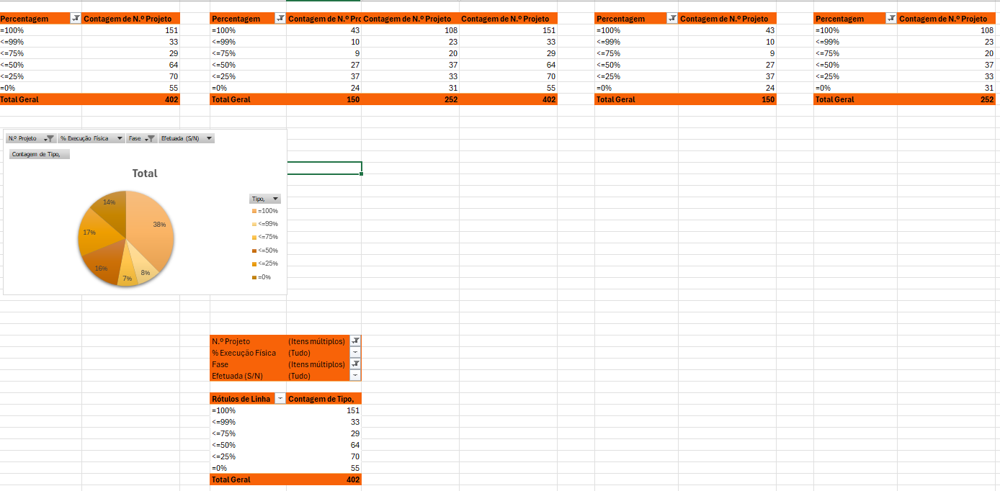 Percentagem Contagem de N.º Projeto Percentagem Contagem de N.º Prc Contagem de N.º Projeto Contagem de N.º Projeto Percentagem Contagem de N.º Projeto Percentagem Contagem de N.º Projeto
=100% 151 =100% 43 108 151 =100% 43 =100% 108
<=99% 33 <=99% 10 23 33 <=99% 10 <=99% 23
<=75% 29 <=75% 9 20 29 <=75% 9 <=75% 20
<=50% 64 <=50% 27 37 64 <=50% 27 <=50% 37
<=25% 70 <=25% 37 33 70 <=25% 37 <=25% 33
=0% 55 =0% 24 31 55 =0% 24 =0% 31
Total Geral 402 Total Geral 150 252 402 Total Geral 150 Total Geral 252
N.º Projeto % Execução Física Fase Efetuada (S/N)
Contagem de Tipo,
Total
Tipo,
=100%
<=99%
<=75%
<=50%
<=25%
=0%
14%
38%
17%
16%
7%
8%
N.º Projeto (Itens múltiplos)
% Execução Física (Tudo)
Fase (Itens múltiplos)
Efetuada (S/N) (Tudo)
Rótulos de Linha Contagem de Tipo,
=100% 151
<=99% 33
<=75% 29
<=50% 64
<=25% 70
=0% 55
Total Geral 402